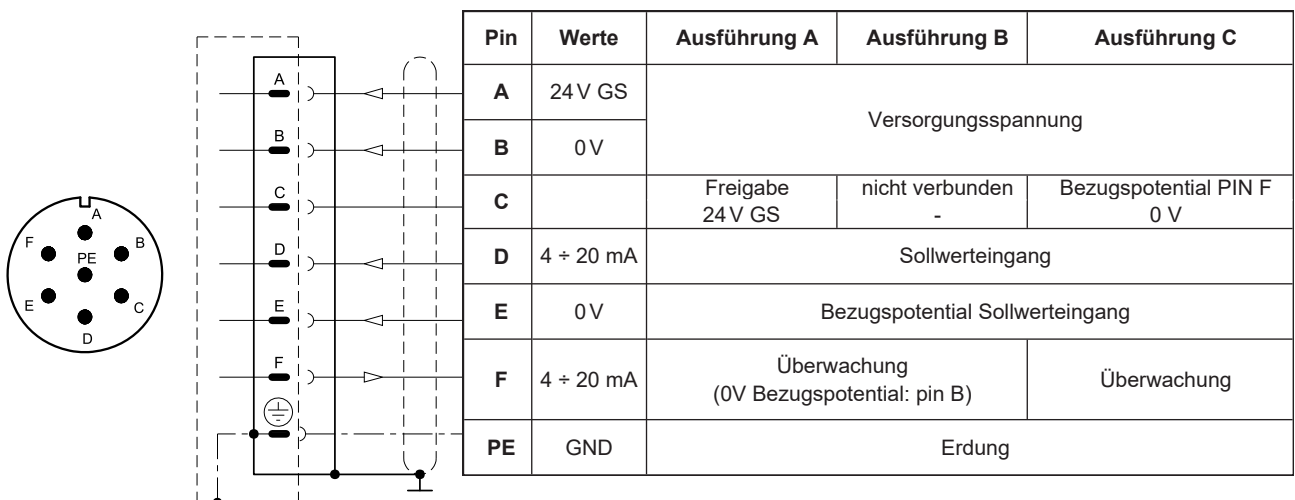 A
B
C
D
E
F
A
F
B
PE
E
C
D
Pin Werte Ausführung A Ausführung B Ausführung C
A 24 V GS
Versorgungsspannung
B 0 V
C Freigabe nicht verbunden Bezugspotential PIN F
24 V GS - 0 V
D 4 ÷ 20 mA Sollwerteingang
E 0 V Bezugspotential Sollwerteingang
F 4 ÷ 20 mA Überwachung Überwachung
(0V Bezugspotential: pin B)
PE GND Erdung